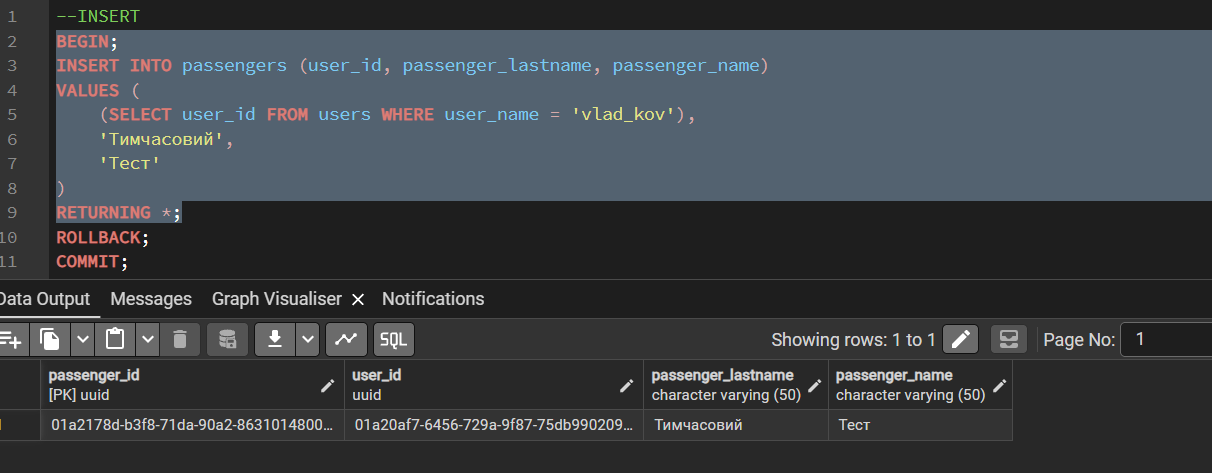 1 --INSERT
2 BEGIN;
3 INSERT INTO passengers (user_id, passenger_lastname, passenger_name)
4 VALUES (
5 (SELECT user_id FROM users WHERE user_name = 'vlad_kov'),
6 'Тимчасовий',
7 'Тест'
8 )
9 RETURNING *;
10 ROLLBACK;
11 COMMIT;
Data Output Messages Graph Visualiser × Notifications
SQL Showing rows: 1 to 1 Page No: 1
passenger_id user_id passenger_lastname passenger_name
[PK] uuid uuid character varying (50) character varying (50)
01a2178d-b3f8-71da-90a2-8631014800... 01a20af7-6456-729a-9f87-75db990209... Тимчасовий Тест